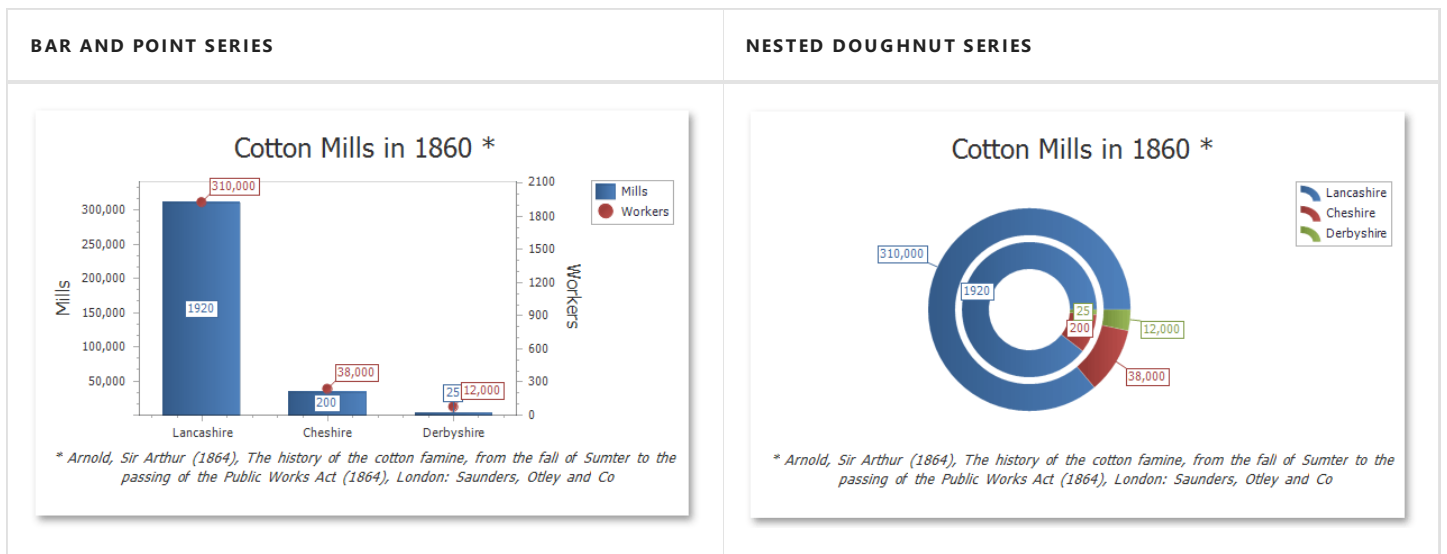 BAR AND POINT SERIES
NESTED DOUGHNUT SERIES
Cotton Mills in 1860 *
310,000
2100
Mills
Workers
300,000
1800
250,000
1500
200,000
1200
Mills
Workers
1920
150,000
900
100,000
600
38,000
50,000
300
200
25
12,000
0
Lancashire
Cheshire
Derbyshire
* Arnold, Sir Arthur (1864), The history of the cotton famine, from the fall of Sumter to the
passing of the Public Works Act (1864), London: Saunders, Otley and Co
Cotton Mills in 1860 *
Lancashire
Cheshire
Derbyshire
310,000
1920
25
200
12,000
38,000
* Arnold, Sir Arthur (1864), The history of the cotton famine, from the fall of Sumter to the
passing of the Public Works Act (1864), London: Saunders, Otley and Co